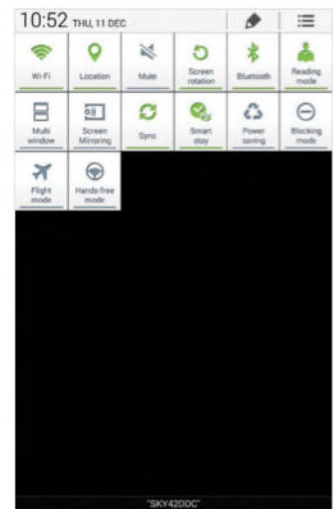 10:52 THU, 11 DEC
Wi-Fi Location Mute Screen rotation Bluetooth Reading mode
Multi window Screen Mirroring Sync Smart stay Power saving Blocking mode
Flight mode Hands-free mode
"SKY42DDC"